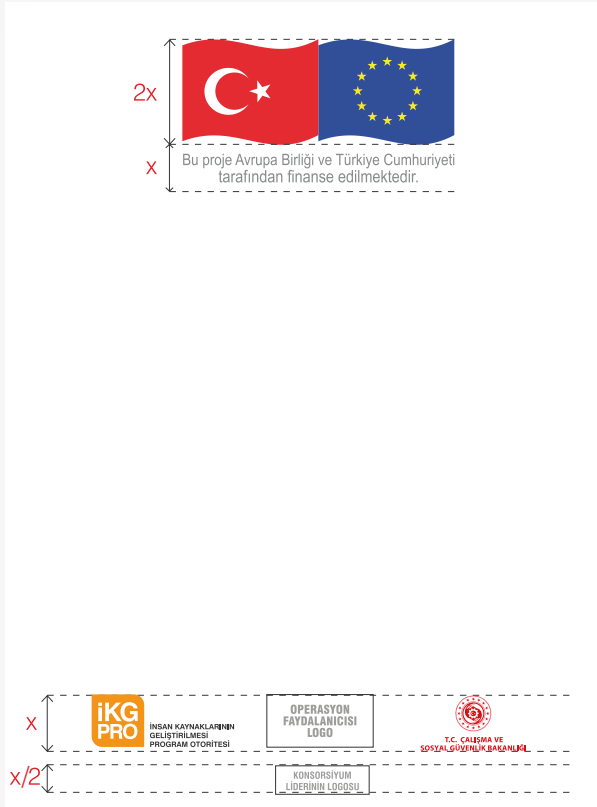 2x
x
Bu proje Avrupa Birliği ve Türkiye Cumhuriyeti
tarafından finanse edilmektedir.
x
iKG
PRO
İNSAN KAYNAKLARININ
GELİŞTİRİLMESİ
PROGRAM OTORİTESİ
OPERASYON
FAYDALANICISI
LOGO
T.C. ÇALIŞMA VE
SOSYAL GÜVENLİK BAKANLIĞI
x/2
KONSORSİYUM
LİDERİNİN LOGOSU